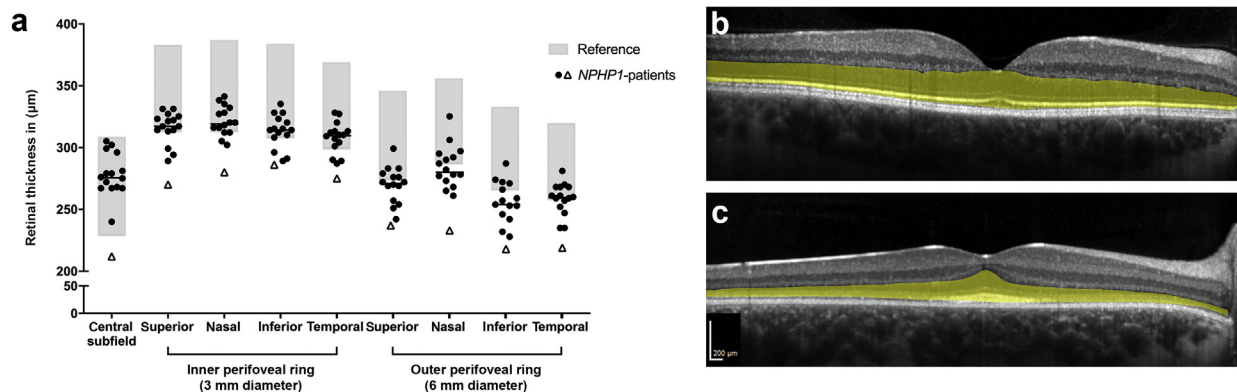 a
Retinal thickness in (µm)
400
350
300
250
200
50
0
Reference
NPHP1-patients
Central
subfield
Superior
Nasal
Inferior
Temporal
Superior
Nasal
Inferior
Temporal
Inner perifoveal ring
(3 mm diameter)
Outer perifoveal ring
(6 mm diameter)
b
c
200 µm